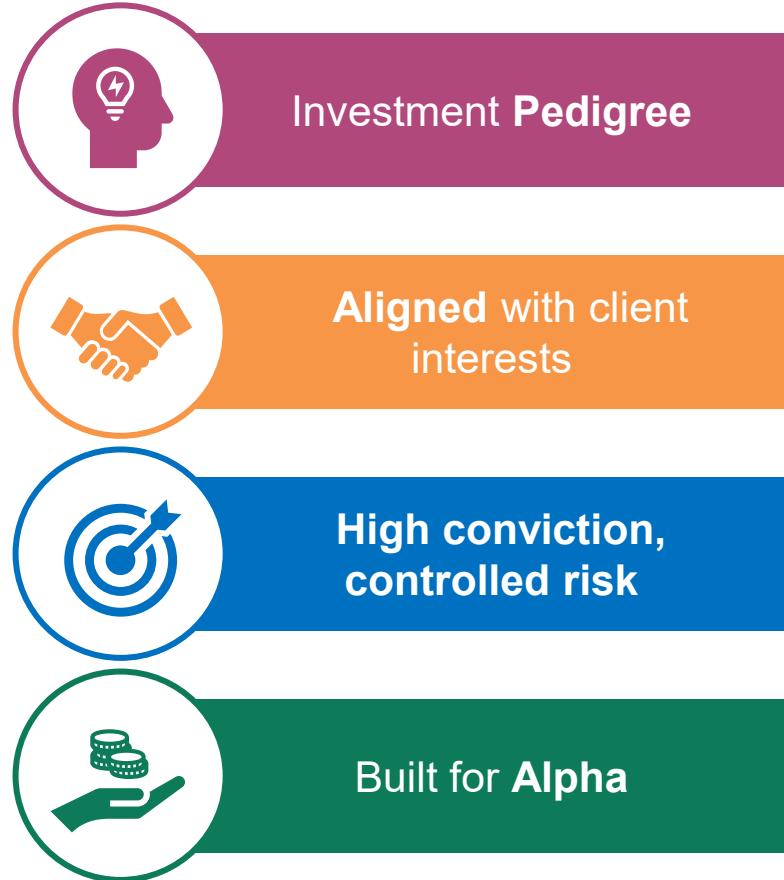 Investment Pedigree
Aligned with client
interests
High conviction,
controlled risk
Built for Alpha